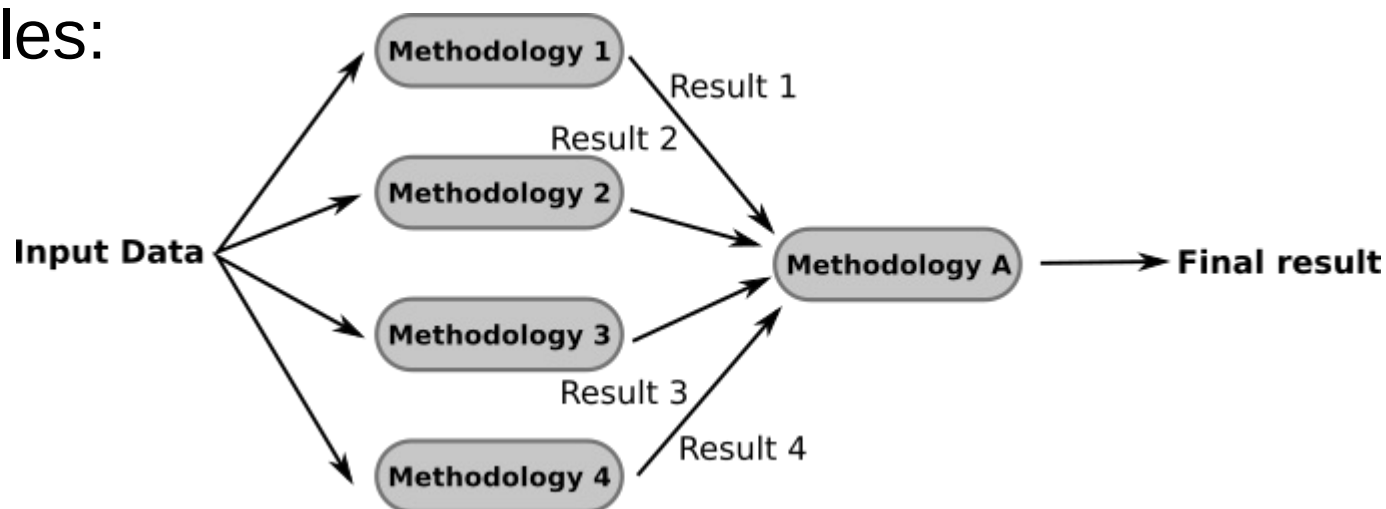 les:
Methodology 1
Result 1
Result 2
Methodology 2
Input Data
Methodology A
Final result
Methodology 3
Result 3
Result 4
Methodology 4